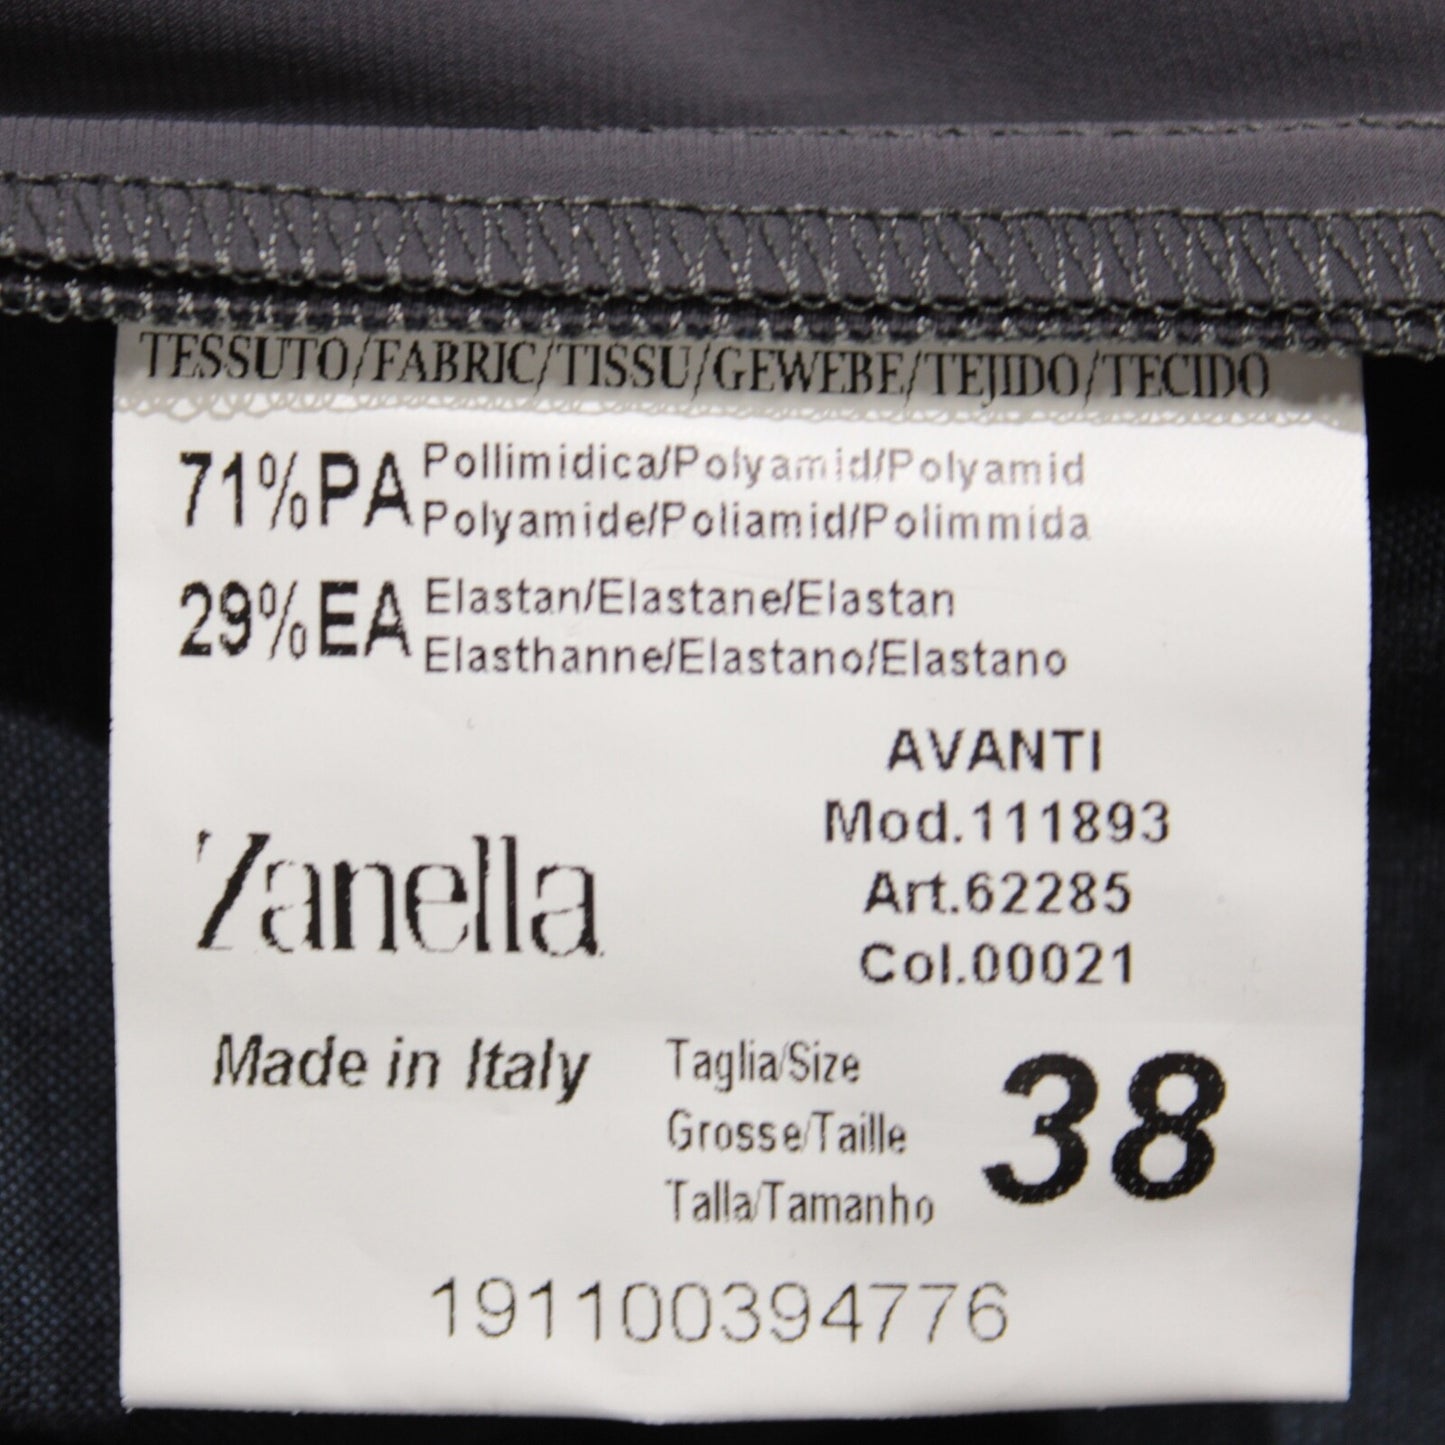 TESSUTO/FABRIC/TISSU/GEWEBE/TEJIDO/TECIDO
71%PA Pollimidica/Polyamid/Polyamid
Polyamide/Poliamid/Polimmida
29%EA Elastan/Elastane/Elastan
Elasthanne/Elastano/Elastano
AVANTI
Mod.111893
Art.62285
Col.00021
Zanella
Made in Italy
Taglia/Size
Grosse/Taille
Talla/Tamanho
38
191100394776